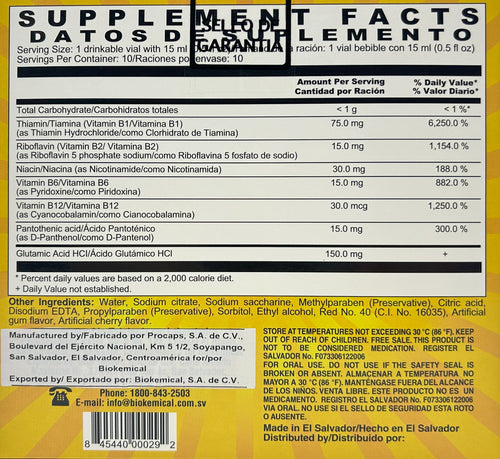 SUPPLEMENT FACTS
DATOS DE SUPLEMENTO
SELLO DE
GARANTIA
Serving Size: 1 drinkable vial with 15 ml ración: 1 vial bebible con 15 ml (0.5 fl oz)
Servings Per Container: 10/Raciones por envase: 10
Amount Per Serving % Daily Value*
Cantidad por Ración % Valor Diario*
Total Carbohydrate/Carbohidratos totales < 1 g < 1 %*
Thiamin/Tiamina (Vitamin B1/Vitamina B1) 75.0 mg 6,250.0 %
(as Thiamin Hydrochloride/como Clorhidrato de Tiamina)
Riboflavin (Vitamin B2/ Vitamina B2) 15.0 mg 1,154.0 %
(as Riboflavin 5 phosphate sodium/como Riboflavina 5 fosfato de sodio)
Niacin/Niacina (as Nicotinamide/como Nicotinamida) 30.0 mg 188.0 %
Vitamin B6/Vitamina B6 15.0 mg 882.0 %
(as Pyridoxine/como Piridoxina)
Vitamin B12/Vitamina B12 30.0 mcg 1,250.0 %
(as Cyanocobalamin/como Cianocobalamina)
Pantothenic acid/Ácido Pantoténico 15.0 mg 300.0 %
(as D-Panthenol/como D-Pantenol)
Glutamic Acid HCl/Ácido Glutámico HCl 150.0 mg +
* Percent daily values are based on a 2,000 calorie diet.
+ Daily Value not established.
Other Ingredients: Water, Sodium citrate, Sodium saccharine, Methylparaben (Preservative), Citric acid,
Disodium EDTA, Propylparaben (Preservative), Sorbitol, Ethyl alcohol, Red No. 40 (C.I. No. 16035), Artificial
gum flavor, Artificial cherry flavor.
Manufactured by/Fabricado por Procaps, S.A. de C.V.,
Boulevard del Ejército Nacional, Km 5 1/2, Soyapango,
San Salvador, El Salvador, Centroamérica for/por
Biokemical
Exported by/ Exportado por: Biokemical, S.A. de C.V.
Phone: 1800-843-2503
E-mail: info@biokemical.com.sv
8 45440 00029 2
STORE AT TEMPERATURES NOT EXCEEDING 30 °C (86 °F). KEEP
OUT OF REACH OF CHILDREN. FREE SALE. THIS PRODUCT IS
NOT TO BE CONSIDERED MEDICATION. REGISTER EL
SALVADOR No. F073306122006
FOR ORAL USE. DO NOT USE IF THE SAFETY SEAL IS
BROKEN OR ABSENT. ALMACENAR A TEMPERATURA NO
MAYOR A 30 °C (86 °F). MANTÉNGASE FUERA DEL ALCANCE
DE LOS NIÑOS. VENTA LIBRE. ESTE PRODUCTO NO ES UN
MEDICAMENTO. REGISTRO EL SALVADOR No. F073306122006
VIA ORAL. NO USE SI EL SELLO DE SEGURIDAD ESTA ROTO
O AUSENTE.
Made in El Salvador/Hecho en El Salvador
Distributed by/Distribuido por: